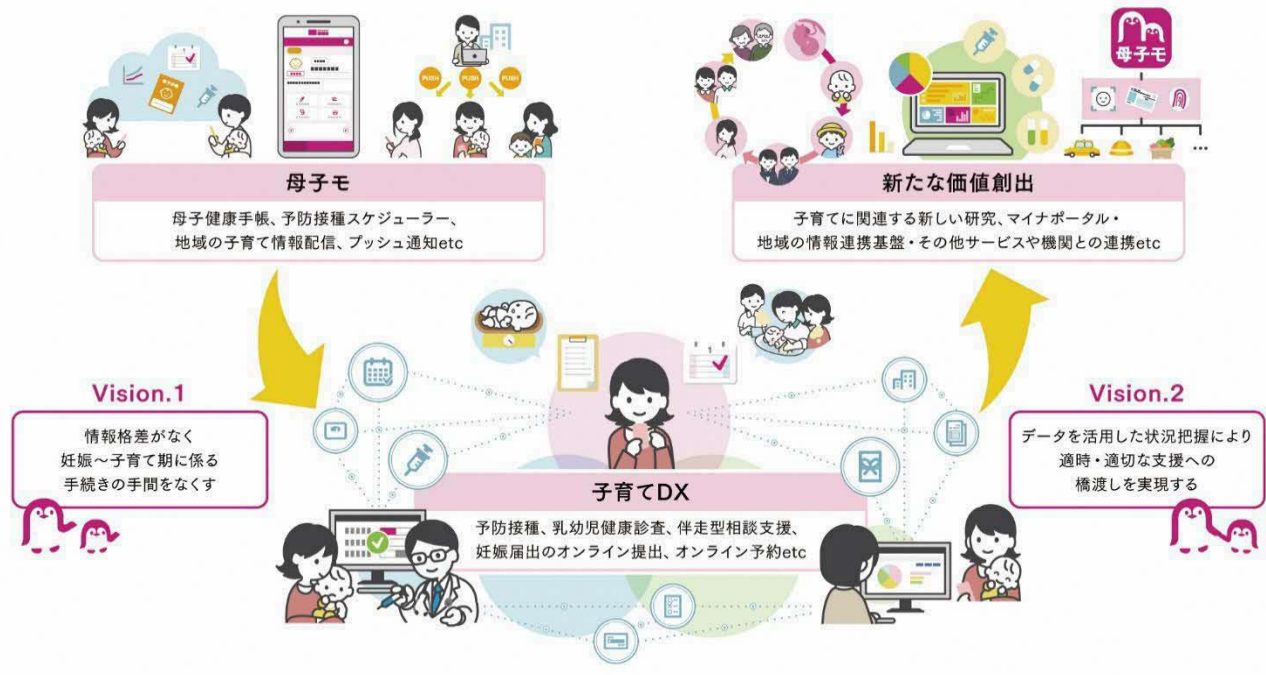 PUSH
PUSH
PUSH
母子モ
母子モ
母子健康手帳、予防接種スケジューラー、
地域の子育て情報配信、プッシュ通知etc
新たな価値創出
子育てに関連する新しい研究、マイナポータル・
地域の情報連携基盤・その他サービスや機関との連携etc
Vision.1
情報格差がなく
妊娠〜子育て期に係る
手続きの手間をなくす
Vision.2
データを活用した状況把握により
適時・適切な支援への
橋渡しを実現する
子育てDX
予防接種、乳幼児健康診査、伴走型相談支援、
妊娠届出のオンライン提出、オンライン予約etc